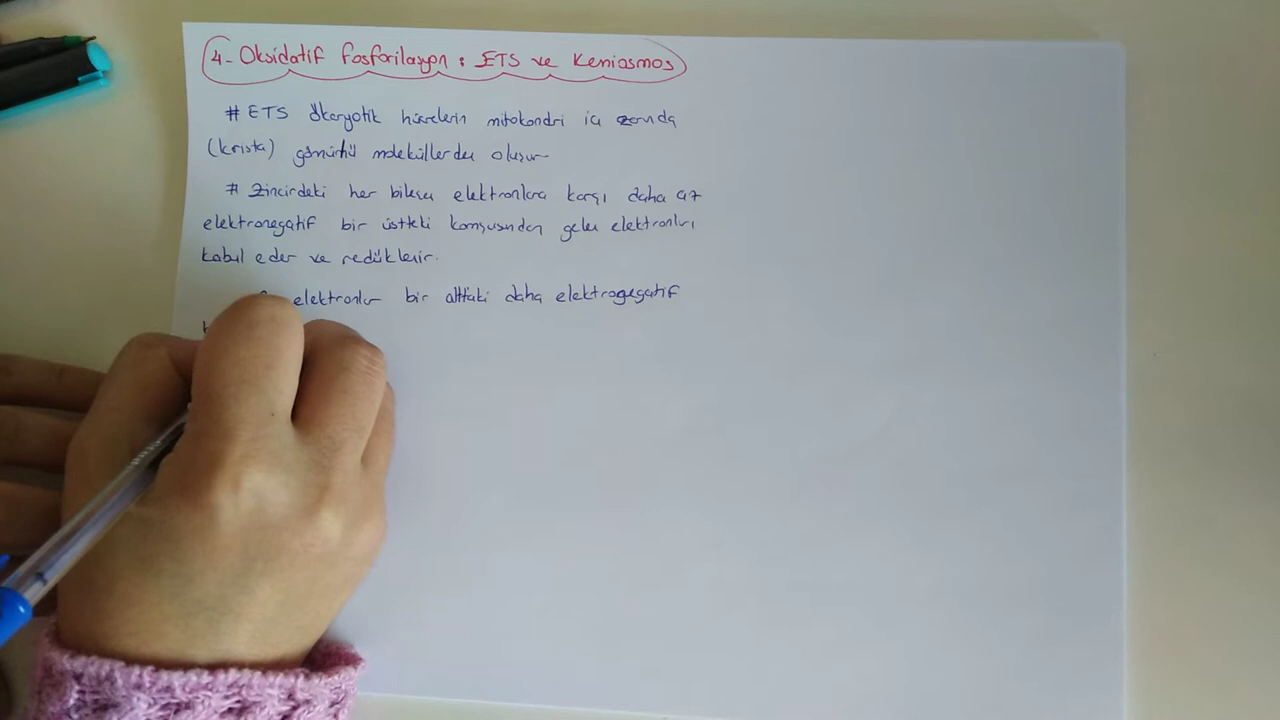 4- Oksidatif fosforilasyon : ETS ve Kemiosmos
# ETS ökaryotik hücrelerin mitokondri iç zarında
(krista) gömülü moleküllerden oluşur
# Zincirdeki her bileşen elektronlara karşı daha az
elektronegatif bir üstteki komşusundan gelen elektronları
kabul eder ve redüklenir.
elektronlar bir alttaki daha elektrogegatif